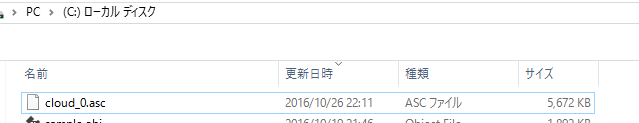 PC > (C:) ローカル ディスク
名前 更新日時 種類 サイズ
cloud_0.asc 2016/10/26 22:11 ASC ファイル 5,672 KB